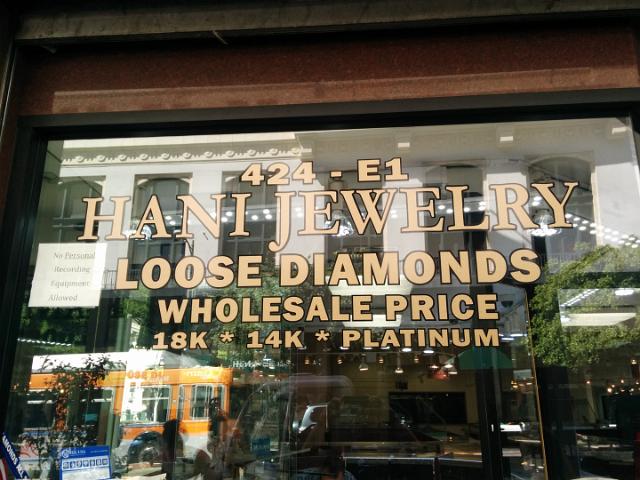 424 - E1
HANI JEWELRY
No Personal
Recording
Equipment
Allowed
LOOSE DIAMONDS
WHOLESALE PRICE
18K * 14K * PLATINUM